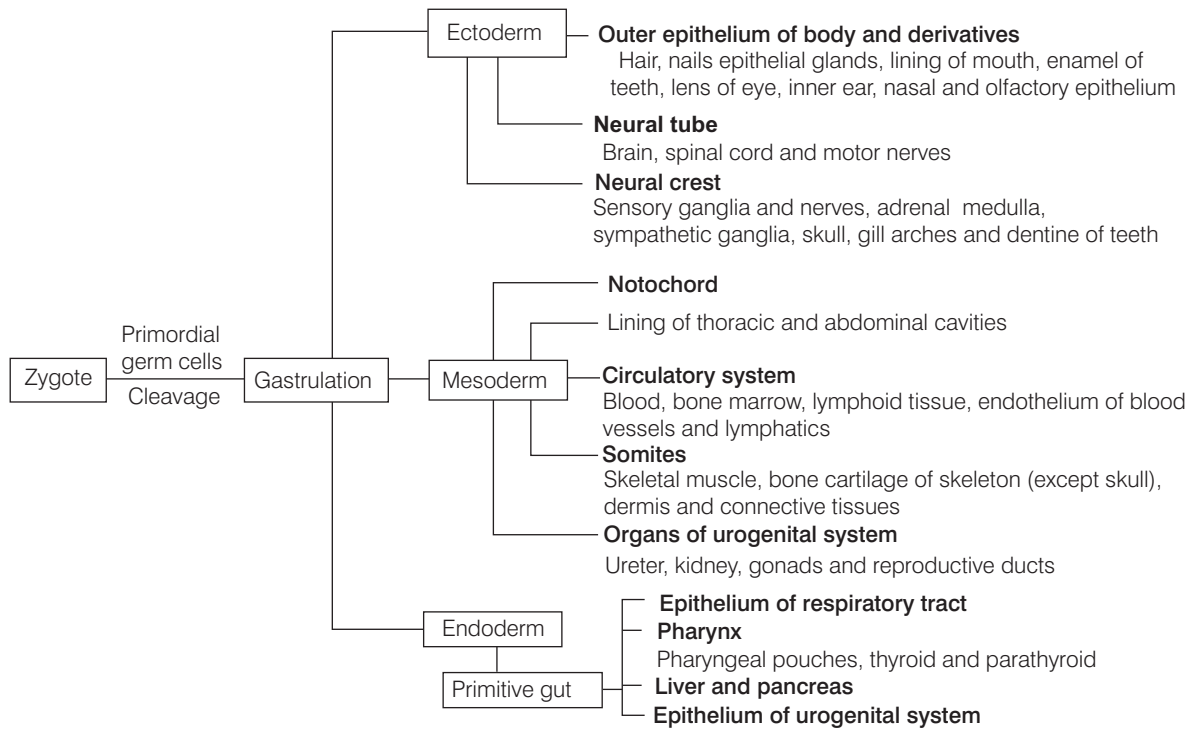 Ectoderm
Outer epithelium of body and derivatives
Hair, nails epithelial glands, lining of mouth, enamel of
teeth, lens of eye, inner ear, nasal and olfactory epithelium
Neural tube
Brain, spinal cord and motor nerves
Neural crest
Sensory ganglia and nerves, adrenal medulla,
sympathetic ganglia, skull, gill arches and dentine of teeth
Zygote
Primordial
germ cells
Cleavage
Gastrulation
Mesoderm
Notochord
Lining of thoracic and abdominal cavities
Circulatory system
Blood, bone marrow, lymphoid tissue, endothelium of blood
vessels and lymphatics
Somites
Skeletal muscle, bone cartilage of skeleton (except skull),
dermis and connective tissues
Organs of urogenital system
Ureter, kidney, gonads and reproductive ducts
Endoderm
Primitive gut
Epithelium of respiratory tract
Pharynx
Pharyngeal pouches, thyroid and parathyroid
Liver and pancreas
Epithelium of urogenital system